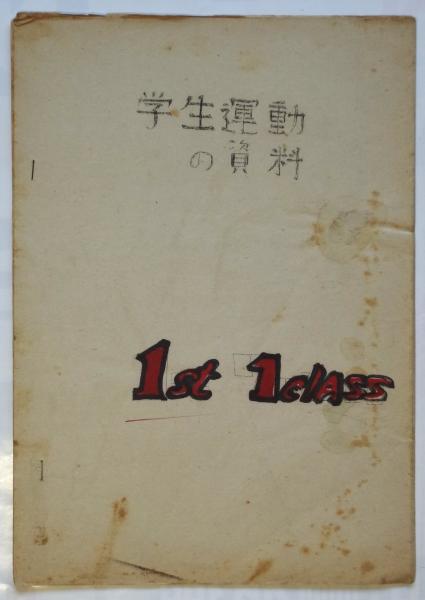 学生運動
の資料
1st 1class